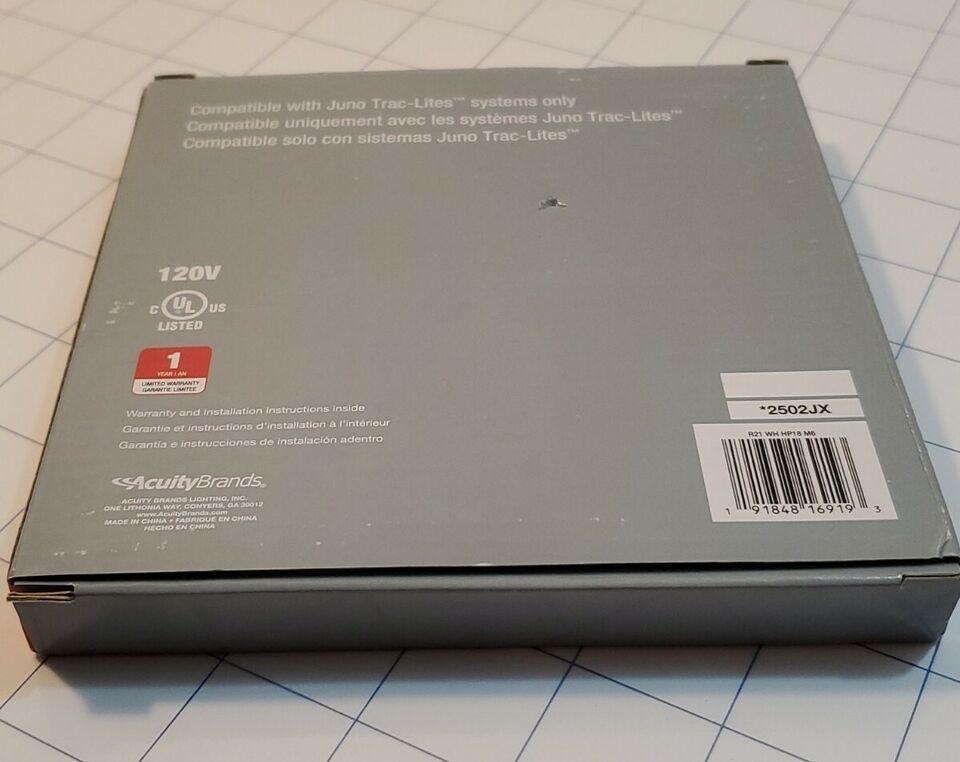 Compatible with Juno Trac-Lites™ systems only
Compatible uniquement avec les systèmes Juno Trac-Lites™
Compatible solo con sistemas Juno Trac-Lites™
120V
C UL US
LISTED
1
YEAR / AN
LIMITED WARRANTY
GARANTIE LIMITÉE
Warranty and installation instructions inside
Garantie et instructions d'installation à l'intérieur
Garantía e instrucciones de instalación adentro
AcuityBrands®
ACUITY BRANDS LIGHTING, INC.
ONE LITHONIA WAY, CONYERS, GA 30012
www.AcuityBrands.com
MADE IN CHINA • FABRIQUÉ EN CHINA
HECHO EN CHINA
*2502JX
R21 WH HP18 M6
1 91848 16919 3